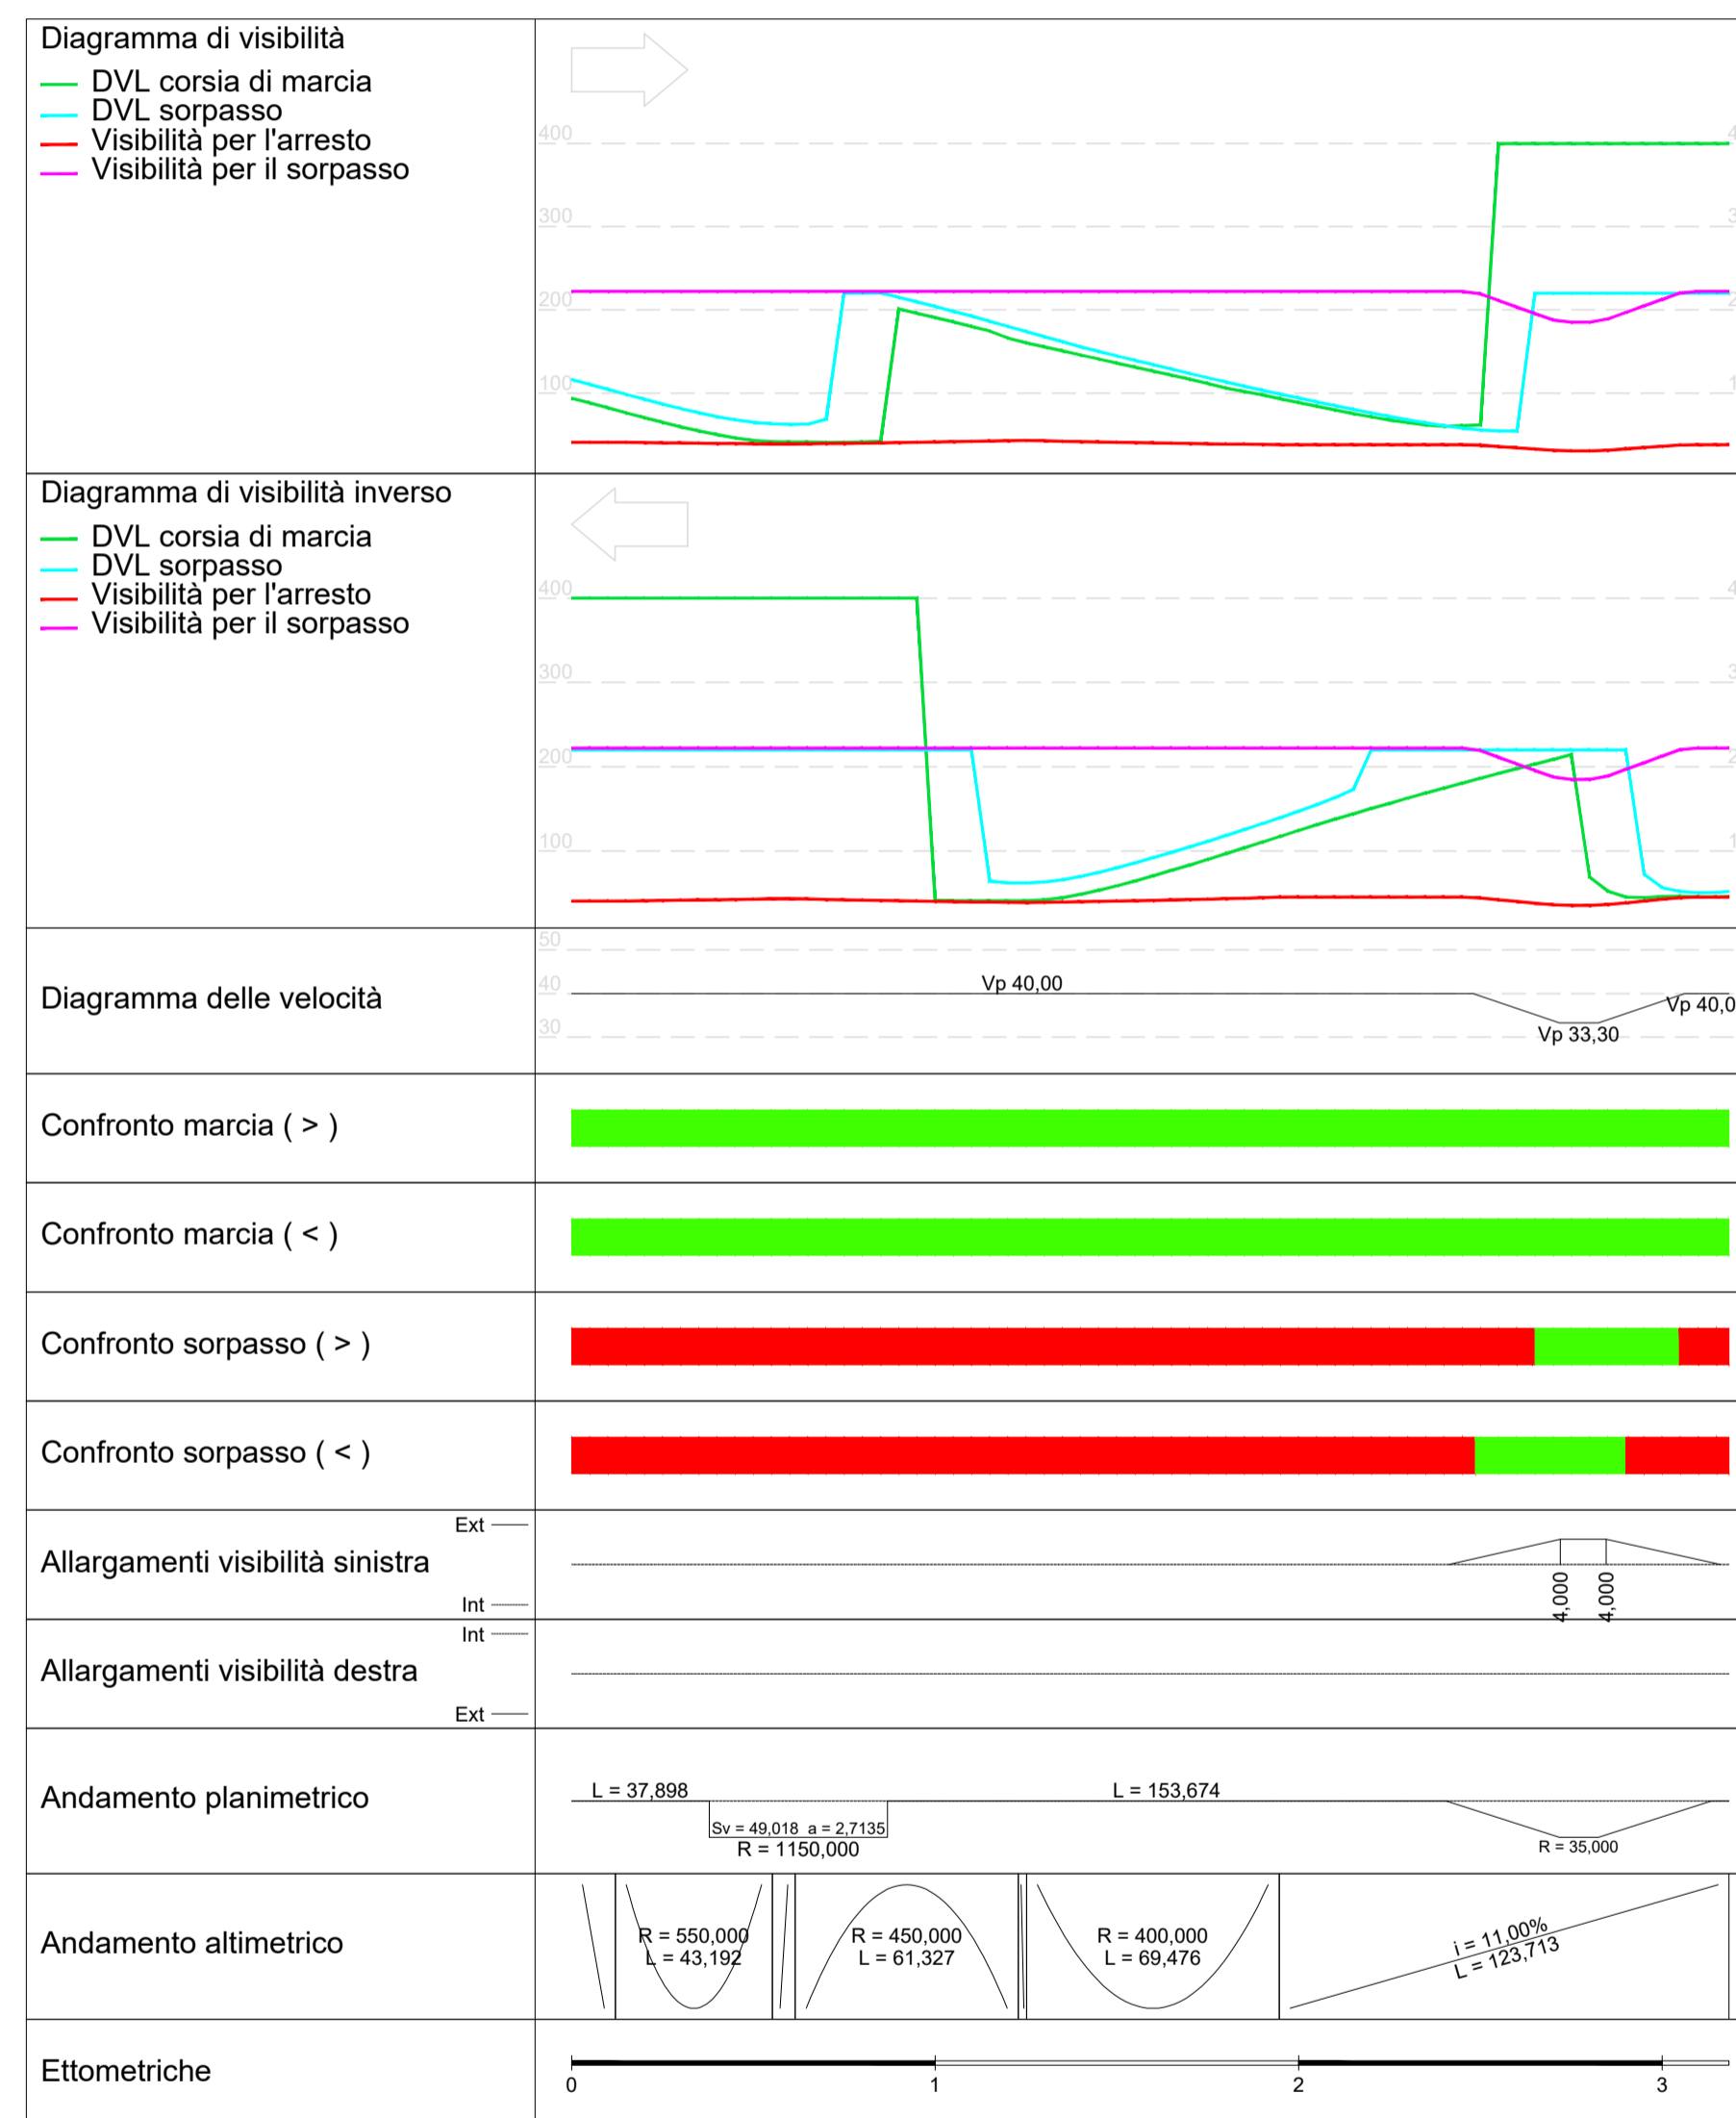 Diagramma di visibilità
DVL corsia di marcia
DVL sorpasso
Visibilità per l'arresto
Visibilità per il sorpasso
400
300
200
100
Diagramma di visibilità inverso
DVL corsia di marcia
DVL sorpasso
Visibilità per l'arresto
Visibilità per il sorpasso
400
300
200
100
Diagramma delle velocità
50
40
30
Vp 40,00
Vp 33,30
Vp 40,0
Confronto marcia ( > )
Confronto marcia ( < )
Confronto sorpasso ( > )
Confronto sorpasso ( < )
Ext
Allargamenti visibilità sinistra
Int
4,000
4,000
Int
Allargamenti visibilità destra
Ext
Andamento planimetrico
L = 37,898
Sv = 49,018 a = 2,7135
R = 1150,000
L = 153,674
R = 35,000
Andamento altimetrico
R = 550,000
L = 43,192
R = 450,000
L = 61,327
R = 400,000
L = 69,476
i = 11,00%
L = 123,713
Ettometriche
0 1 2 3